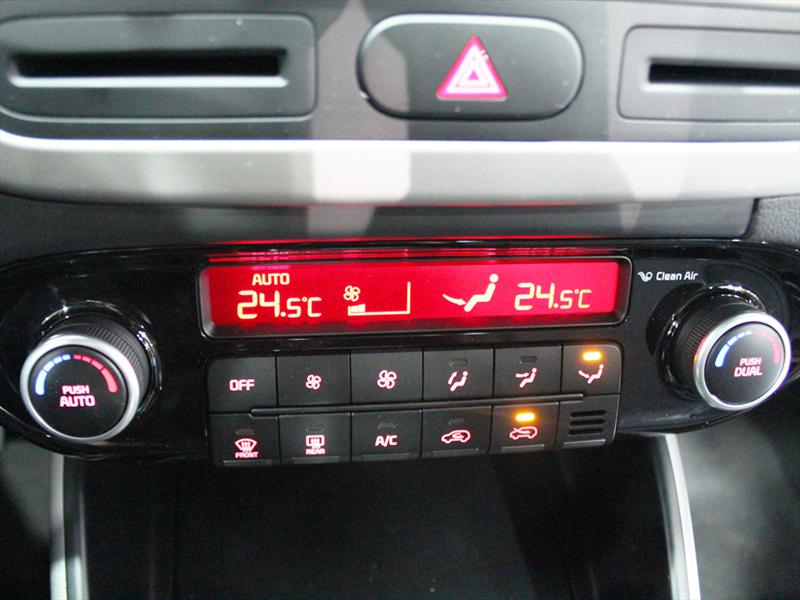 AUTO
24.5°C
24.5°C
Clean Air
PUSH
AUTO
PUSH
DUAL
OFF
FRONT
REAR
A/C